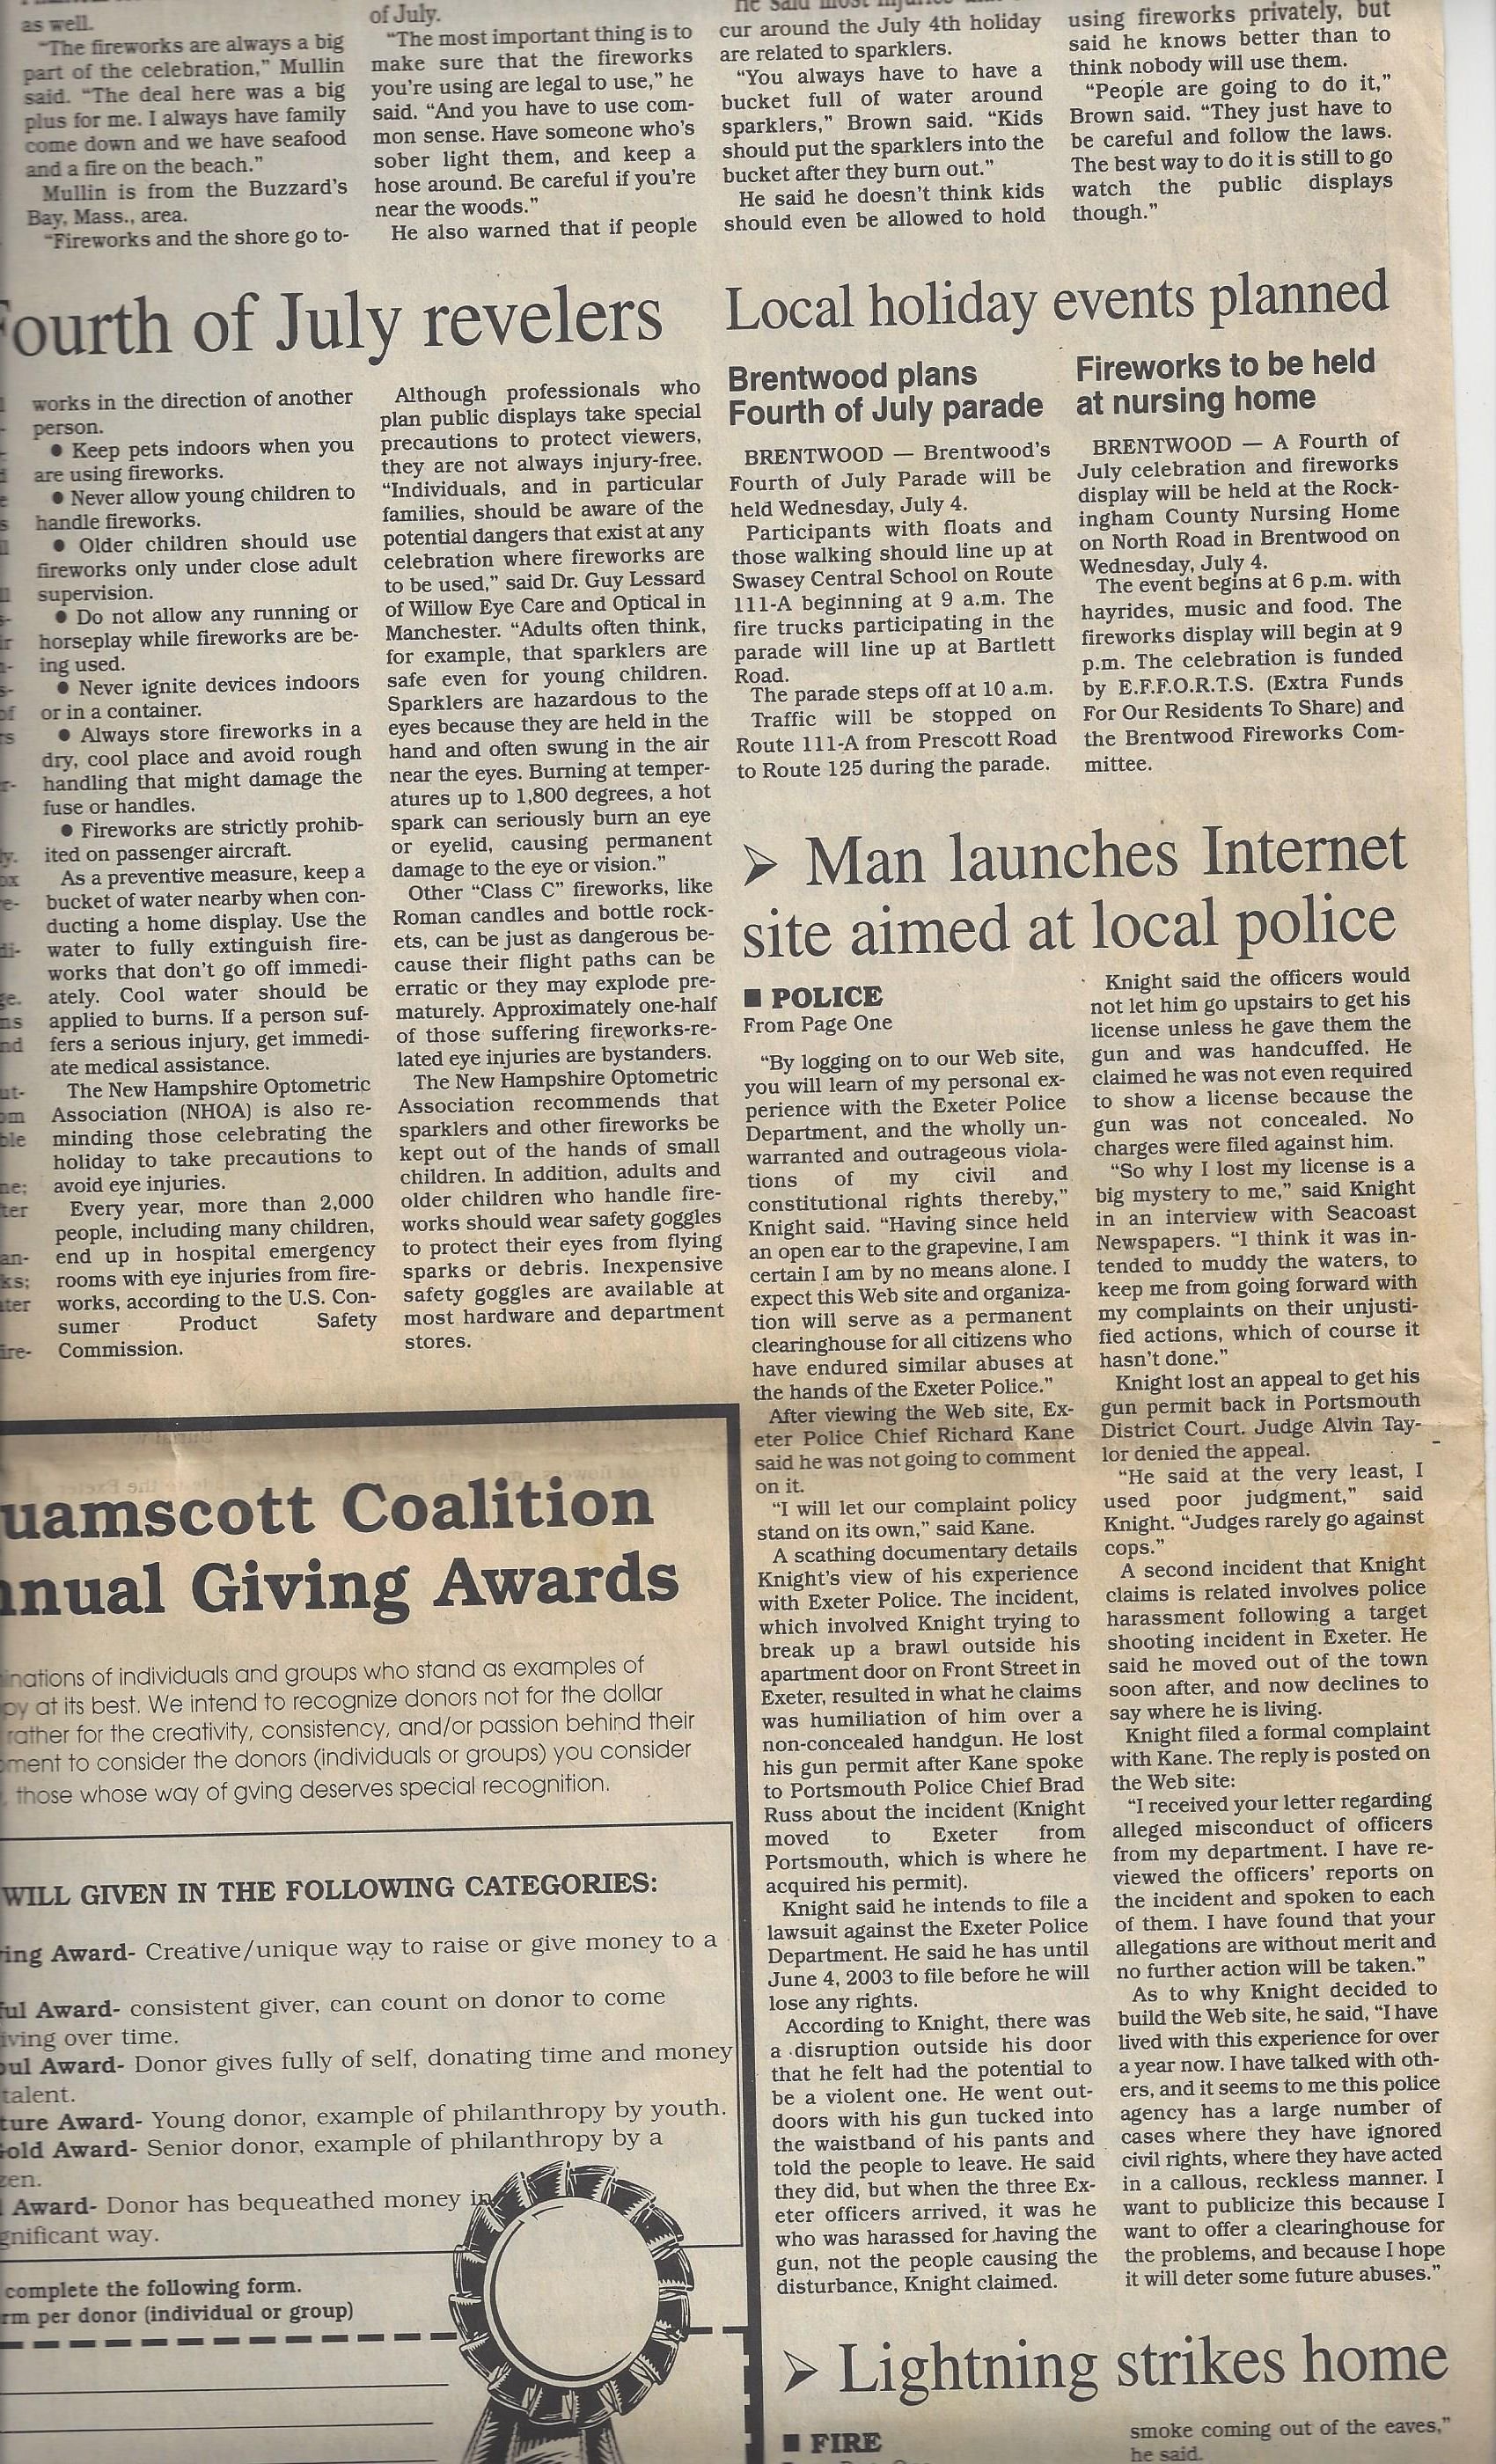 as well.
"The fireworks are always a big
part of the celebration," Mullin
said. "The deal here was a big
plus for me. I always have family
come down and we have seafood
and a fire on the beach."
Mullin is from the Buzzard's
Bay, Mass., area.
"Fireworks and the shore go to-
of July.
"The most important thing is to
make sure that the fireworks
you're using are legal to use," he
said. "And you have to use com-
mon sense. Have someone who's
sober light them, and keep a
hose around. Be careful if you're
near the woods."
He also warned that if people
He said most injuries
cur around the July 4th holiday
are related to sparklers.
"You always have to have a
bucket full of water around
sparklers," Brown said. "Kids
should put the sparklers into the
bucket after they burn out."
He said he doesn't think kids
should even be allowed to hold
using fireworks privately, but
said he knows better than to
think nobody will use them.
"People are going to do it,"
Brown said. "They just have to
be careful and follow the laws.
The best way to do it is still to go
watch the public displays
though."
Fourth of July revelers
works in the direction of another
person.
● Keep pets indoors when you
are using fireworks.
● Never allow young children to
handle fireworks.
● Older children should use
fireworks only under close adult
supervision.
● Do not allow any running or
horseplay while fireworks are be-
ing used.
● Never ignite devices indoors
or in a container.
● Always store fireworks in a
dry, cool place and avoid rough
handling that might damage the
fuse or handles.
● Fireworks are strictly prohib-
ited on passenger aircraft.
As a preventive measure, keep a
bucket of water nearby when con-
ducting a home display. Use the
water to fully extinguish fire-
works that don't go off immedi-
ately. Cool water should be
applied to burns. If a person suf-
fers a serious injury, get immedi-
ate medical assistance.
The New Hampshire Optometric
Association (NHOA) is also re-
minding those celebrating the
holiday to take precautions to
avoid eye injuries.
Every year, more than 2,000
people, including many children,
end up in hospital emergency
rooms with eye injuries from fire-
works, according to the U.S. Con-
sumer Product Safety
Commission.
Although professionals who
plan public displays take special
precautions to protect viewers,
they are not always injury-free.
"Individuals, and in particular
families, should be aware of the
potential dangers that exist at any
celebration where fireworks are
to be used," said Dr. Guy Lessard
of Willow Eye Care and Optical in
Manchester. "Adults often think,
for example, that sparklers are
safe even for young children.
Sparklers are hazardous to the
eyes because they are held in the
hand and often swung in the air
near the eyes. Burning at temper-
atures up to 1,800 degrees, a hot
spark can seriously burn an eye
or eyelid, causing permanent
damage to the eye or vision."
Other "Class C" fireworks, like
Roman candles and bottle rock-
ets, can be just as dangerous be-
cause their flight paths can be
erratic or they may explode pre-
maturely. Approximately one-half
of those suffering fireworks-re-
lated eye injuries are bystanders.
The New Hampshire Optometric
Association recommends that
sparklers and other fireworks be
kept out of the hands of small
children. In addition, adults and
older children who handle fire-
works should wear safety goggles
to protect their eyes from flying
sparks or debris. Inexpensive
safety goggles are available at
most hardware and department
stores.
Local holiday events planned
Brentwood plans
Fourth of July parade
BRENTWOOD — Brentwood's
Fourth of July Parade will be
held Wednesday, July 4.
Participants with floats and
those walking should line up at
Swasey Central School on Route
111-A beginning at 9 a.m. The
fire trucks participating in the
parade will line up at Bartlett
Road.
The parade steps off at 10 a.m.
Traffic will be stopped on
Route 111-A from Prescott Road
to Route 125 during the parade.
Fireworks to be held
at nursing home
BRENTWOOD — A Fourth of
July celebration and fireworks
display will be held at the Rock-
ingham County Nursing Home
on North Road in Brentwood on
Wednesday, July 4.
The event begins at 6 p.m. with
hayrides, music and food. The
fireworks display will begin at 9
p.m. The celebration is funded
by E.F.F.O.R.T.S. (Extra Funds
For Our Residents To Share) and
the Brentwood Fireworks Com-
mittee.
➢ Man launches Internet
site aimed at local police
■ POLICE
From Page One
"By logging on to our Web site,
you will learn of my personal ex-
perience with the Exeter Police
Department, and the wholly un-
warranted and outrageous viola-
tions of my civil and
constitutional rights thereby,"
Knight said. "Having since held
an open ear to the grapevine, I am
certain I am by no means alone. I
expect this Web site and organiza-
tion will serve as a permanent
clearinghouse for all citizens who
have endured similar abuses at
the hands of the Exeter Police."
After viewing the Web site, Ex-
eter Police Chief Richard Kane
said he was not going to comment
on it.
"I will let our complaint policy
stand on its own," said Kane.
A scathing documentary details
Knight's view of his experience
with Exeter Police. The incident,
which involved Knight trying to
break up a brawl outside his
apartment door on Front Street in
Exeter, resulted in what he claims
was humiliation of him over a
non-concealed handgun. He lost
his gun permit after Kane spoke
to Portsmouth Police Chief Brad
Russ about the incident (Knight
moved to Exeter from
Portsmouth, which is where he
acquired his permit).
Knight said he intends to file a
lawsuit against the Exeter Police
Department. He said he has until
June 4, 2003 to file before he will
lose any rights.
According to Knight, there was
a disruption outside his door
that he felt had the potential to
be a violent one. He went out-
doors with his gun tucked into
the waistband of his pants and
told the people to leave. He said
they did, but when the three Ex-
eter officers arrived, it was he
who was harassed for having the
gun, not the people causing the
disturbance, Knight claimed.
Knight said the officers would
not let him go upstairs to get his
license unless he gave them the
gun and was handcuffed. He
claimed he was not even required
to show a license because the
gun was not concealed. No
charges were filed against him.
"So why I lost my license is a
big mystery to me," said Knight
in an interview with Seacoast
Newspapers. "I think it was in-
tended to muddy the waters, to
keep me from going forward with
my complaints on their unjusti-
fied actions, which of course it
hasn't done."
Knight lost an appeal to get his
gun permit back in Portsmouth
District Court. Judge Alvin Tay-
lor denied the appeal.
"He said at the very least, I
used poor judgment," said
Knight. "Judges rarely go against
cops."
A second incident that Knight
claims is related involves police
harassment following a target
shooting incident in Exeter. He
said he moved out of the town
soon after, and now declines to
say where he is living.
Knight filed a formal complaint
with Kane. The reply is posted on
the Web site:
"I received your letter regarding
alleged misconduct of officers
from my department. I have re-
viewed the officers' reports on
the incident and spoken to each
of them. I have found that your
allegations are without merit and
no further action will be taken."
As to why Knight decided to
build the Web site, he said, "I have
lived with this experience for over
a year now. I have talked with oth-
ers, and it seems to me this police
agency has a large number of
cases where they have ignored
civil rights, where they have acted
in a callous, reckless manner. I
want to publicize this because I
want to offer a clearinghouse for
the problems, and because I hope
it will deter some future abuses."
uamscott Coalition
nnual Giving Awards
inations of individuals and groups who stand as examples of
py at its best. We intend to recognize donors not for the dollar
rather for the creativity, consistency, and/or passion behind their
ment to consider the donors (individuals or groups) you consider
, those whose way of gving deserves special recognition.
WILL GIVEN IN THE FOLLOWING CATEGORIES:
ring Award- Creative/unique way to raise or give money to a
ful Award- consistent giver, can count on donor to come
iving over time.
oul Award- Donor gives fully of self, donating time and money
talent.
ture Award- Young donor, example of philanthropy by youth.
Gold Award- Senior donor, example of philanthropy by a
zen.
l Award- Donor has bequeathed money in
gnificant way.
complete the following form.
rm per donor (individual or group)
➢ Lightning strikes home
■ FIRE
smoke coming out of the eaves,"
he said.